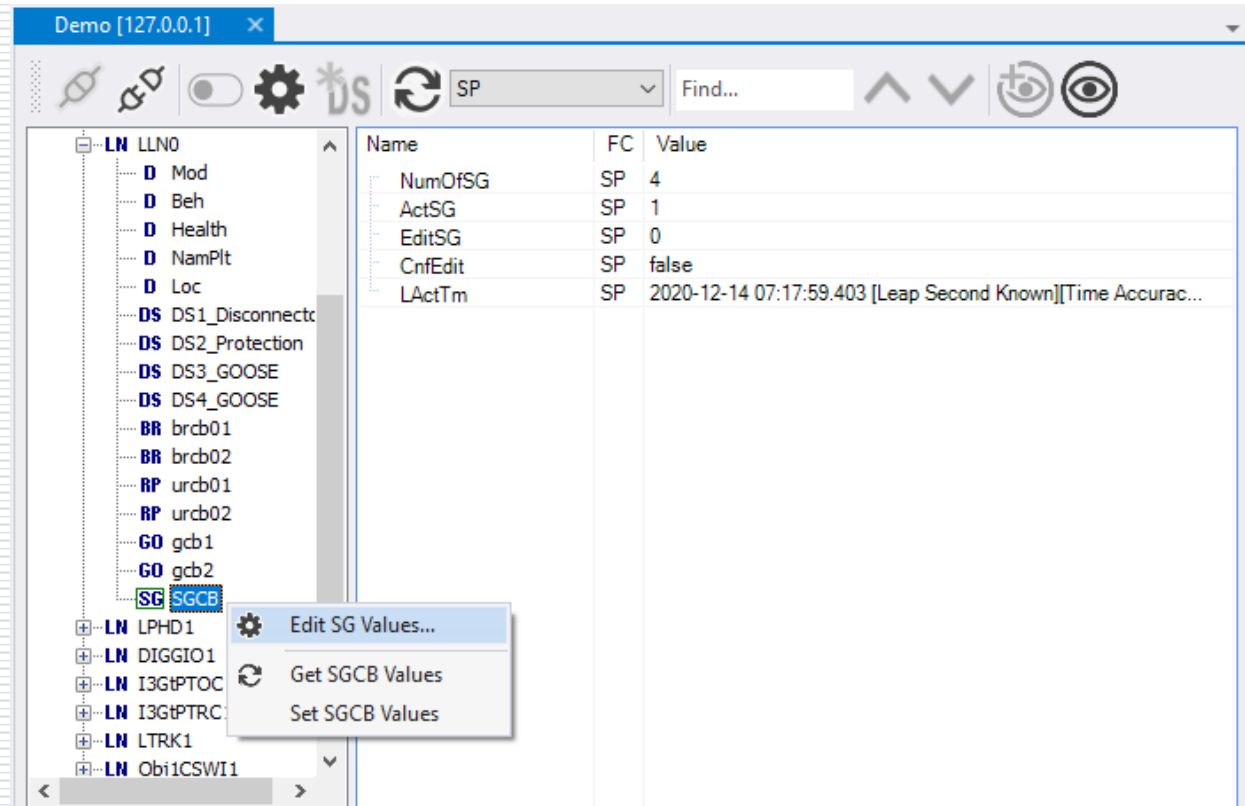 Demo [127.0.0.1] ×
DS SP Find...
LN LLN0
D Mod
D Beh
D Health
D NamPlt
D Loc
DS DS1_Disconnectc
DS DS2_Protection
DS DS3_GOOSE
DS DS4_GOOSE
BR brcb01
BR brcb02
RP urcb01
RP urcb02
GO gcb1
GO gcb2
SG SGCB
LN LPHD1
LN DIGGIO1
LN I3GtPTOC
LN I3GtPTRC1
LN LTRK1
LN Obi1CSWI1
Edit SG Values...
Get SGCB Values
Set SGCB Values
Name FC Value
NumOfSG SP 4
ActSG SP 1
EditSG SP 0
CnfEdit SP false
LActTm SP 2020-12-14 07:17:59.403 [Leap Second Known][Time Accurac...